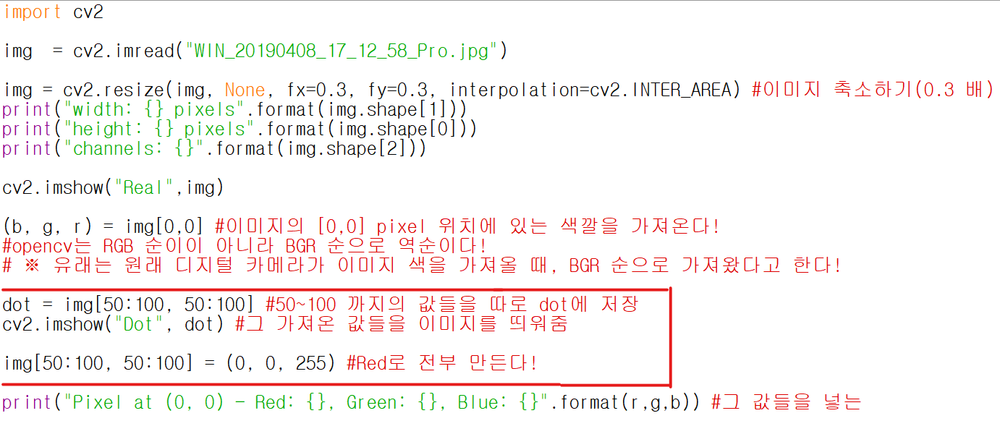 import cv2
img  = cv2.imread("WIN_20190408_17_12_58_Pro.jpg")
img = cv2.resize(img, None, fx=0.3, fy=0.3, interpolation=cv2.INTER_AREA) #이미지 축소하기(0.3 배)
print("width: {} pixels".format(img.shape[1]))
print("height: {} pixels".format(img.shape[0]))
print("channels: {}".format(img.shape[2]))
cv2.imshow("Real",img)
(b, g, r) = img[0,0] #이미지의 [0,0] pixel 위치에 있는 색깔을 가져온다!
#opencv는 RGB 순이이 아니라 BGR 순으로 역순이다!
# ※ 유래는 원래 디지털 카메라가 이미지 색을 가져올 때, BGR 순으로 가져왔다고 한다!
dot = img[50:100, 50:100] #50~100 까지의 값들을 따로 dot에 저장
cv2.imshow("Dot", dot) #그 가져온 값들을 이미지를 띄워줌
img[50:100, 50:100] = (0, 0, 255) #Red로 전부 만든다!
print("Pixel at (0, 0) - Red: {}, Green: {}, Blue: {}".format(r,g,b)) #그 값들을 넣는